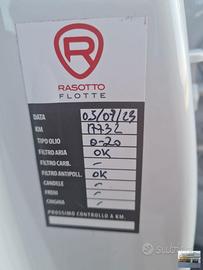 R
RASOTTO
FLOTTE
DATA 05/09/23
KM 17732
TIPO OLIO 0-20
FILTRO ARIA OK
FILTRO CARB. -
FILTRO ANTIPOLL. OK
CANDELE -
FRENI -
CINGHIA -
PROSSIMO CONTROLLO A KM.